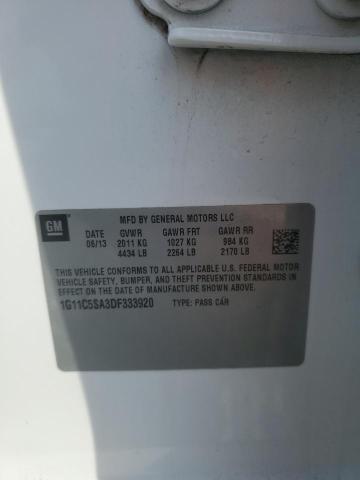 MFD BY GENERAL MOTORS LLC
GM
DATE GVWR GAWR FRT GAWR RR
06/13 2011 KG 1027 KG 984 KG
4434 LB 2264 LB 2170 LB
THIS VEHICLE CONFORMS TO ALL APPLICABLE U.S. FEDERAL MOTOR
VEHICLE SAFETY, BUMPER, AND THEFT PREVENTION STANDARDS
IN EFFECT ON THE DATE OF MANUFACTURE SHOWN ABOVE.
1G11C5SA3DF333920 TYPE: PASS CAR